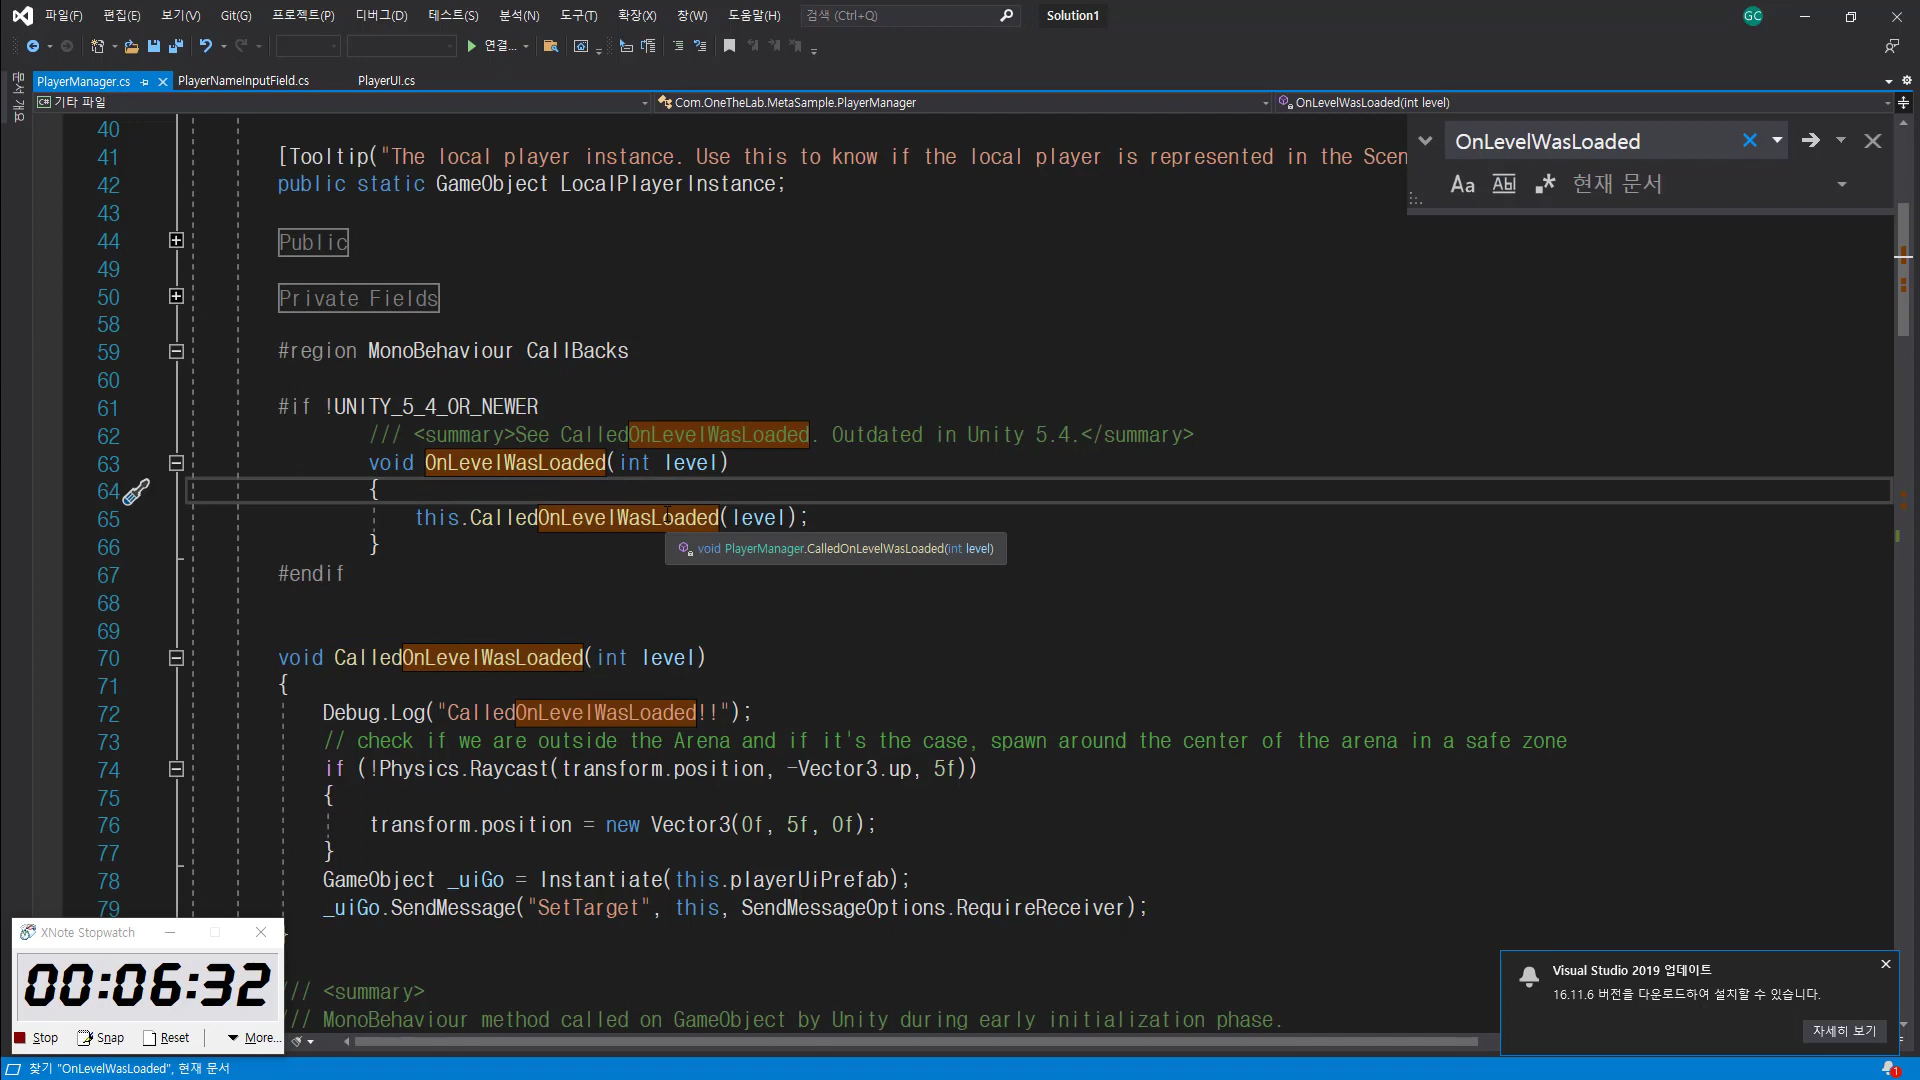 파일(F) 편집(E) 보기(V) Git(G) 프로젝트(P) 디버그(D) 테스트(S) 분석(N) 도구(T) 확장(X) 창(W) 도움말(H) 검색 (Ctrl+Q) Solution1 GC
연결...
PlayerManager.cs PlayerNameInputField.cs PlayerUI.cs
문서 개요
C# 기타 파일 Com.OneTheLab.MetaSample.PlayerManager OnLevelWasLoaded(int level)
OnLevelWasLoaded
Aa Abl 현재 문서
40
41 [Tooltip("The local player instance. Use this to know if the local player is represented in the Scen
42 public static GameObject LocalPlayerInstance;
43
44 Public
49
50 Private Fields
58
59 #region MonoBehaviour CallBacks
60
61 #if !UNITY_5_4_OR_NEWER
62 /// <summary>See CalledOnLevelWasLoaded. Outdated in Unity 5.4.</summary>
63 void OnLevelWasLoaded(int level)
64 {
65 this.CalledOnLevelWasLoaded(level);
66 }
void PlayerManager.CalledOnLevelWasLoaded(int level)
67 #endif
68
69
70 void CalledOnLevelWasLoaded(int level)
71 {
72 Debug.Log("CalledOnLevelWasLoaded!!");
73 // check if we are outside the Arena and if it's the case, spawn around the center of the arena in a safe zone
74 if (!Physics.Raycast(transform.position, -Vector3.up, 5f))
75 {
76 transform.position = new Vector3(0f, 5f, 0f);
77 }
78 GameObject _uiGo = Instantiate(this.playerUiPrefab);
79 _uiGo.SendMessage("SetTarget", this, SendMessageOptions.RequireReceiver);
/// <summary>
/// MonoBehaviour method called on GameObject by Unity during early initialization phase.
XNote Stopwatch
00:06:32
Stop Snap Reset More...
Visual Studio 2019 업데이트
16.11.6 버전을 다운로드하여 설치할 수 있습니다.
자세히 보기
찾기 "OnLevelWasLoaded", 현재 문서
1